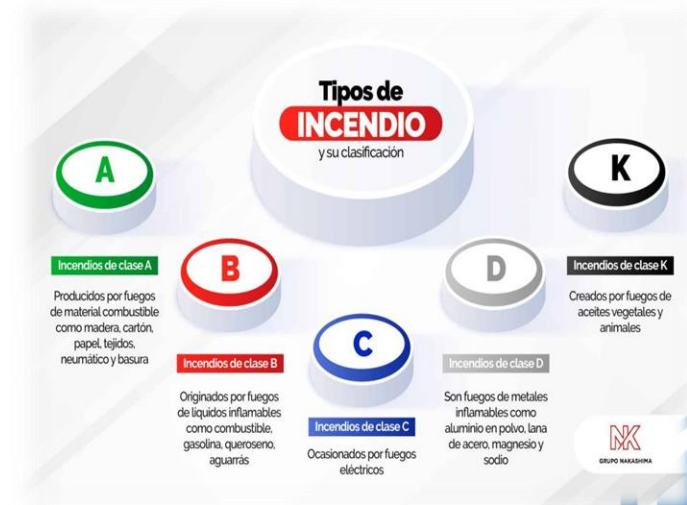 Tipos de
INCENDIO
y su clasificación
A
Incendios de clase A
Producidos por fuegos
de material combustible
como madera, cartón,
papel, tejidos,
neumático y basura
B
Incendios de clase B
Originados por fuegos
de líquidos inflamables
como combustible,
gasolina, queroseno,
aguarrás
C
Incendios de clase C
Ocasionados por fuegos
eléctricos
D
Incendios de clase D
Son fuegos de metales
inflamables como
aluminio en polvo, lana
de acero, magnesio y
sodio
K
Incendios de clase K
Creados por fuegos de
aceites vegetales y
animales
NK
GRUPO NAKASHIMA